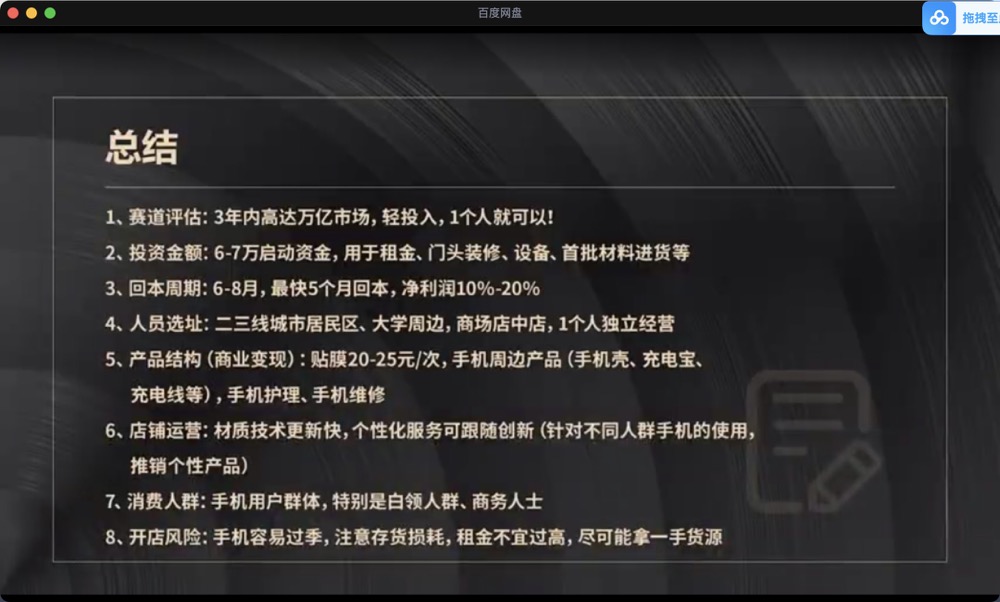 百度网盘
拖拽至
总结
1、赛道评估：3年内高达万亿市场，轻投入，1个人就可以！
2、投资金额：6-7万启动资金，用于租金、门头装修、设备、首批材料进货等
3、回本周期：6-8月，最快5个月回本，净利润10%-20%
4、人员选址：二三线城市居民区、大学周边，商场店中店，1个人独立经营
5、产品结构（商业变现）：贴膜20-25元/次，手机周边产品（手机壳、充电宝、
充电线等），手机护理、手机维修
6、店铺运营：材质技术更新快，个性化服务可跟随创新（针对不同人群手机的使用，
推销个性产品）
7、消费人群：手机用户群体，特别是白领人群、商务人士
8、开店风险：手机容易过季，注意存货损耗，租金不宜过高，尽可能拿一手货源